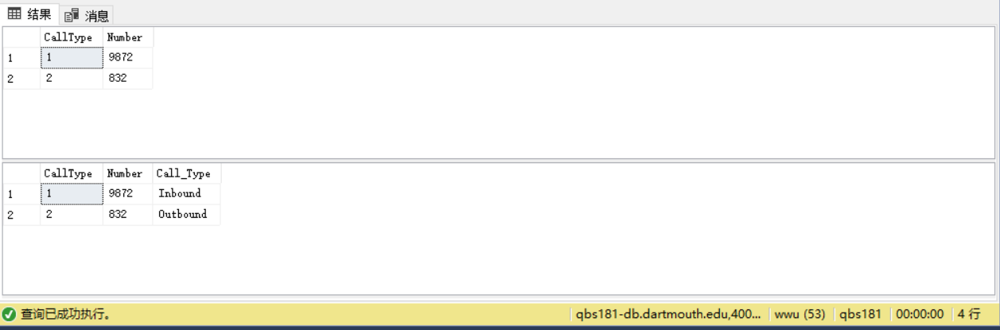 结果 消息
CallType Number
1 1 9872
2 2 832
CallType Number Call_Type
1 1 9872 Inbound
2 2 832 Outbound
查询已成功执行。 qbs181-db.dartmouth.edu,400... wwu (53) qbs181 00:00:00 4 行